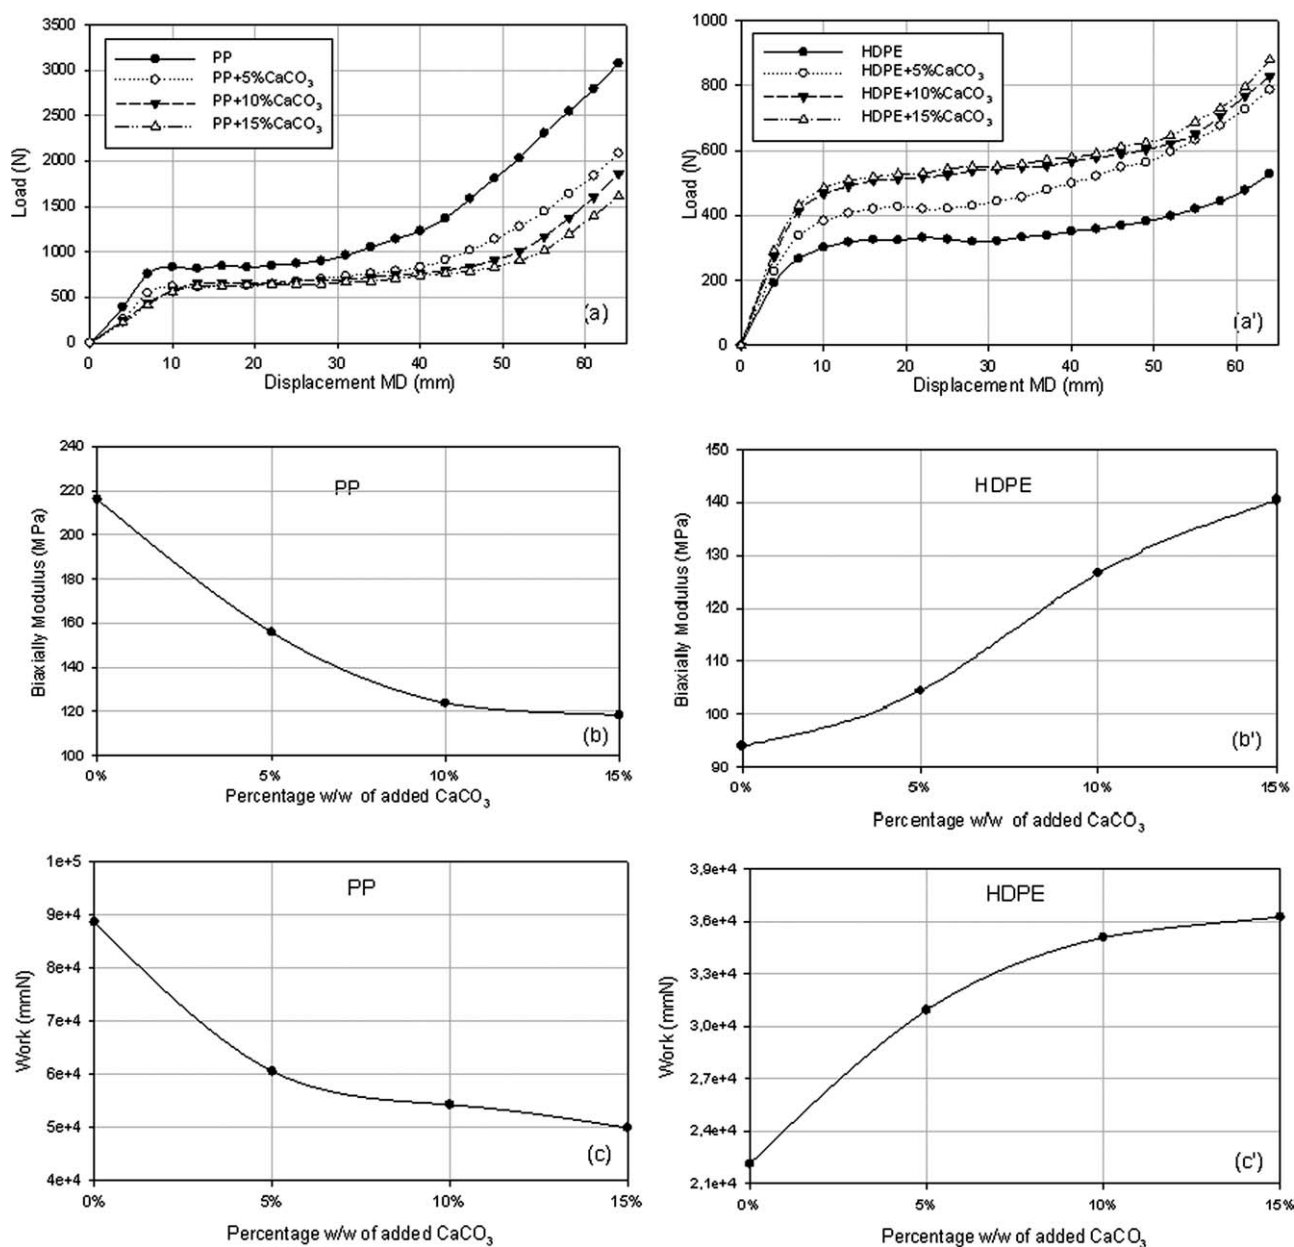 3500
3000
2500
2000
1500
1000
500
0
Load (N)
PP
PP+5%CaCO₃
PP+10%CaCO₃
PP+15%CaCO₃
(a)
0 10 20 30 40 50 60
Displacement MD (mm)
1000
800
600
400
200
0
Load (N)
HDPE
HDPE+5%CaCO₃
HDPE+10%CaCO₃
HDPE+15%CaCO₃
(a')
0 10 20 30 40 50 60
Displacement MD (mm)
240
220
200
180
160
140
120
100
Biaxially Modulus (MPa)
PP
(b)
0% 5% 10% 15%
Percentage w/w of added CaCO₃
150
140
130
120
110
100
90
Biaxially Modulus (MPa)
HDPE
(b')
0% 5% 10% 15%
Percentage w/w of added CaCO₃
1e+5
9e+4
8e+4
7e+4
6e+4
5e+4
4e+4
Work (mmN)
PP
(c)
0% 5% 10% 15%
Percentage w/w of added CaCO₃
3,9e+4
3,6e+4
3,3e+4
3,0e+4
2,7e+4
2,4e+4
2,1e+4
Work (mmN)
HDPE
(c')
0% 5% 10% 15%
Percentage w/w of added CaCO₃